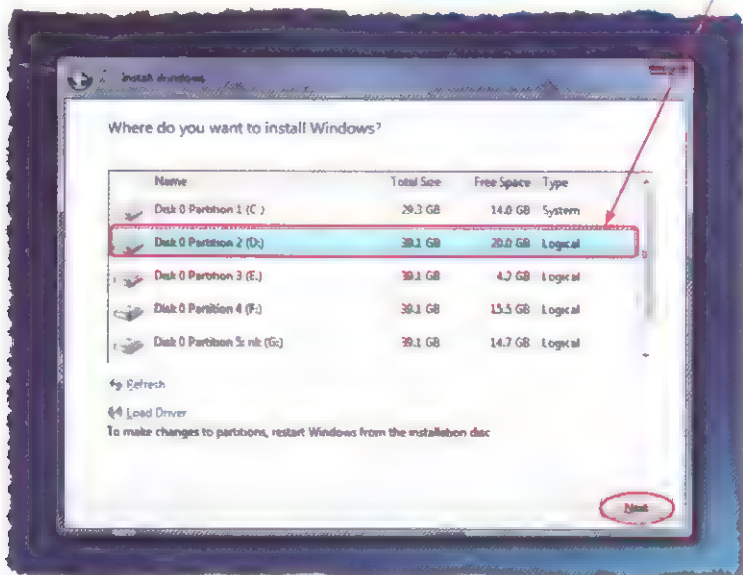 Install Windows
Where do you want to install Windows?
Name Total Size Free Space Type
Disk 0 Partition 1 (C:) 29.3 GB 14.0 GB System
Disk 0 Partition 2 (D:) 39.1 GB 20.0 GB Logical
Disk 0 Partition 3 (E:) 39.1 GB 4.2 GB Logical
Disk 0 Partition 4 (F:) 39.1 GB 15.5 GB Logical
Disk 0 Partition 5: nit (G:) 39.1 GB 14.7 GB Logical
Refresh
Load Driver
To make changes to partitions, restart Windows from the installation disc
Next